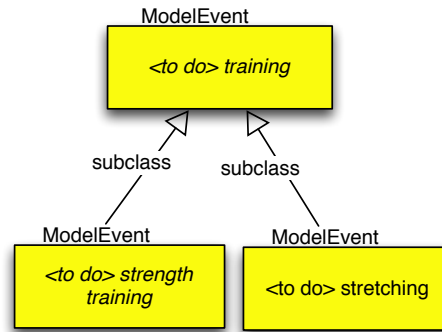 ModelEvent
<to do> training
subclass
subclass
ModelEvent
<to do> strength
training
ModelEvent
<to do> stretching